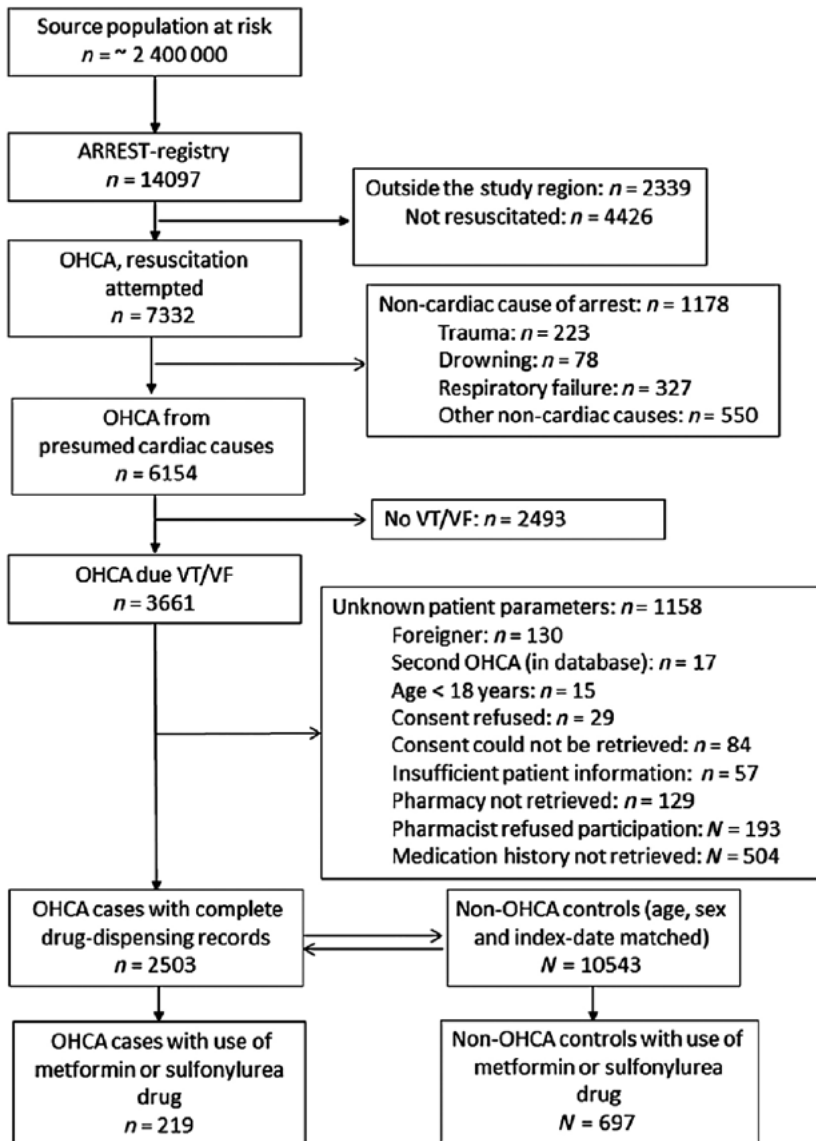 Source population at risk
n = ~ 2 400 000
ARREST-registry
n = 14097
Outside the study region: n = 2339
Not resuscitated: n = 4426
OHCA, resuscitation
attempted
n = 7332
Non-cardiac cause of arrest: n = 1178
Trauma: n = 223
Drowning: n = 78
Respiratory failure: n = 327
Other non-cardiac causes: n = 550
OHCA from
presumed cardiac causes
n = 6154
No VT/VF: n = 2493
OHCA due VT/VF
n = 3661
Unknown patient parameters: n = 1158
Foreigner: n = 130
Second OHCA (in database): n = 17
Age < 18 years: n = 15
Consent refused: n = 29
Consent could not be retrieved: n = 84
Insufficient patient information: n = 57
Pharmacy not retrieved: n = 129
Pharmacist refused participation: N = 193
Medication history not retrieved: N = 504
OHCA cases with complete
drug-dispensing records
n = 2503
Non-OHCA controls (age, sex
and index-date matched)
N = 10543
OHCA cases with use of
metformin or sulfonylurea
drug
n = 219
Non-OHCA controls with use of
metformin or sulfonylurea
drug
N = 697